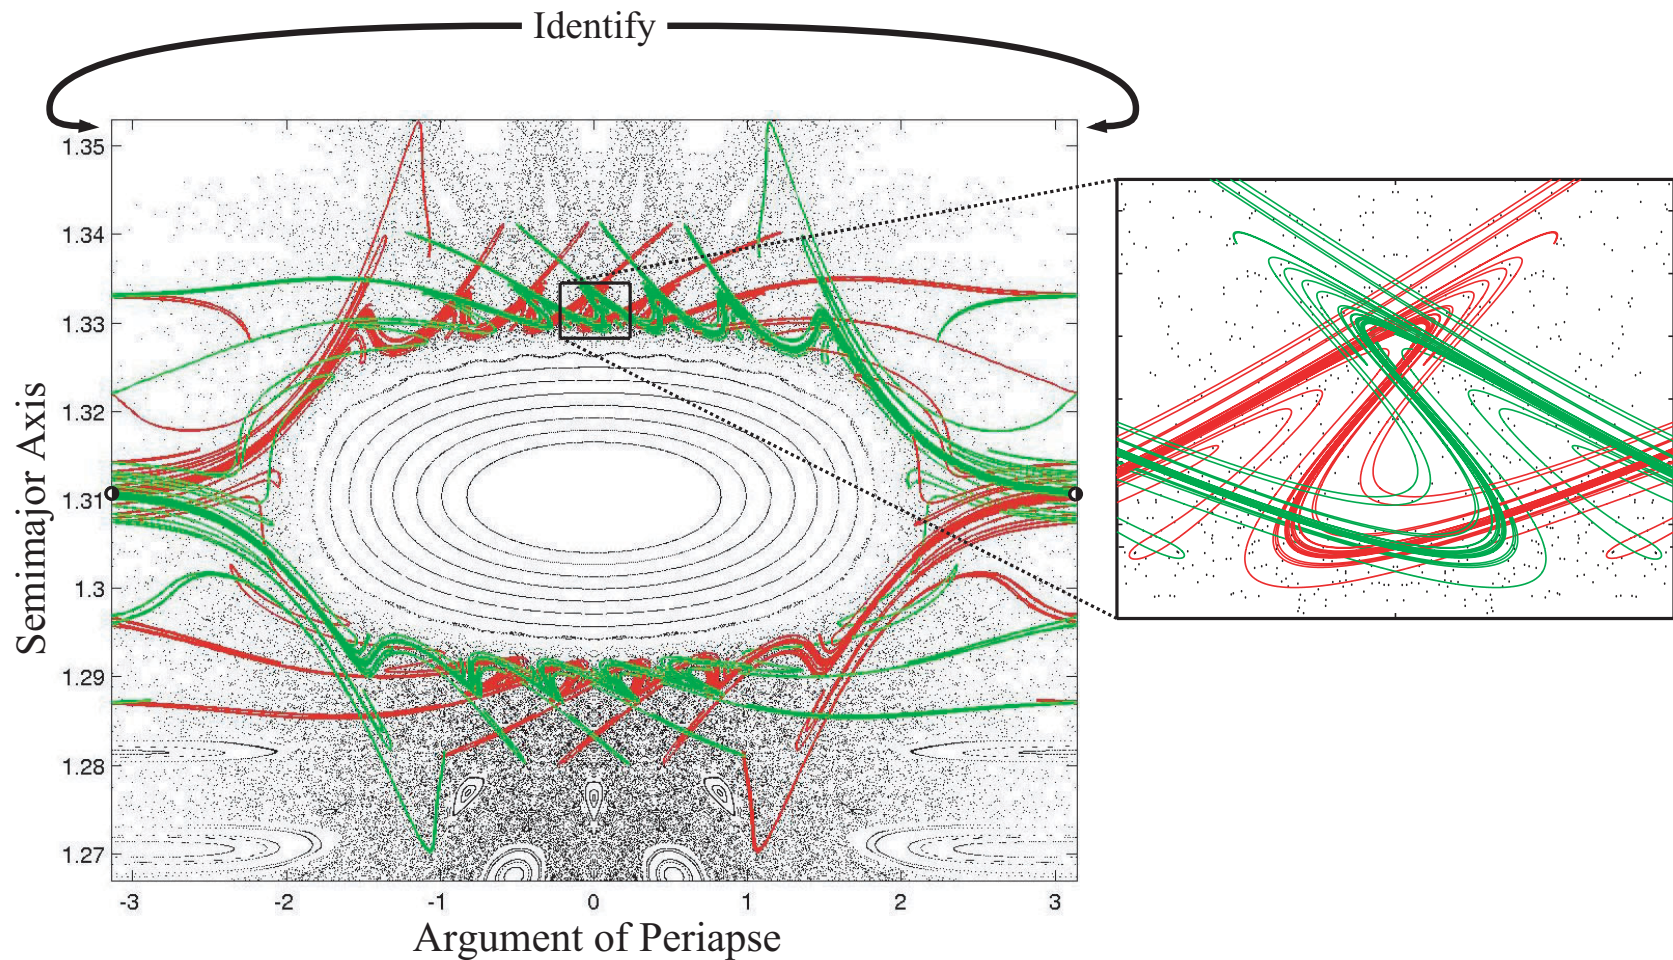 Identify
1.35
1.34
1.33
1.32
1.31
1.3
1.29
1.28
1.27
Semimajor Axis
-3 -2 -1 0 1 2 3
Argument of Periapse